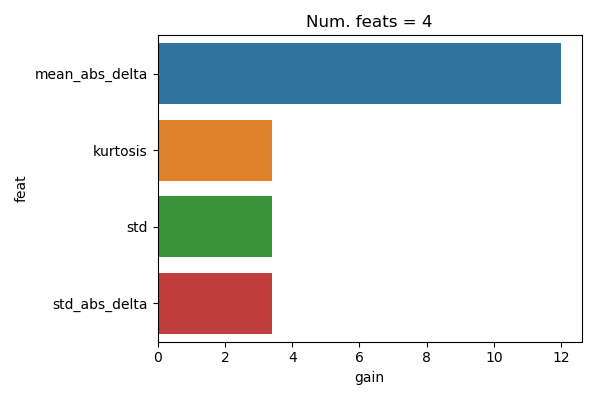 Num. feats = 4
mean_abs_delta
kurtosis
std
std_abs_delta
feat
0 2 4 6 8 10 12
gain